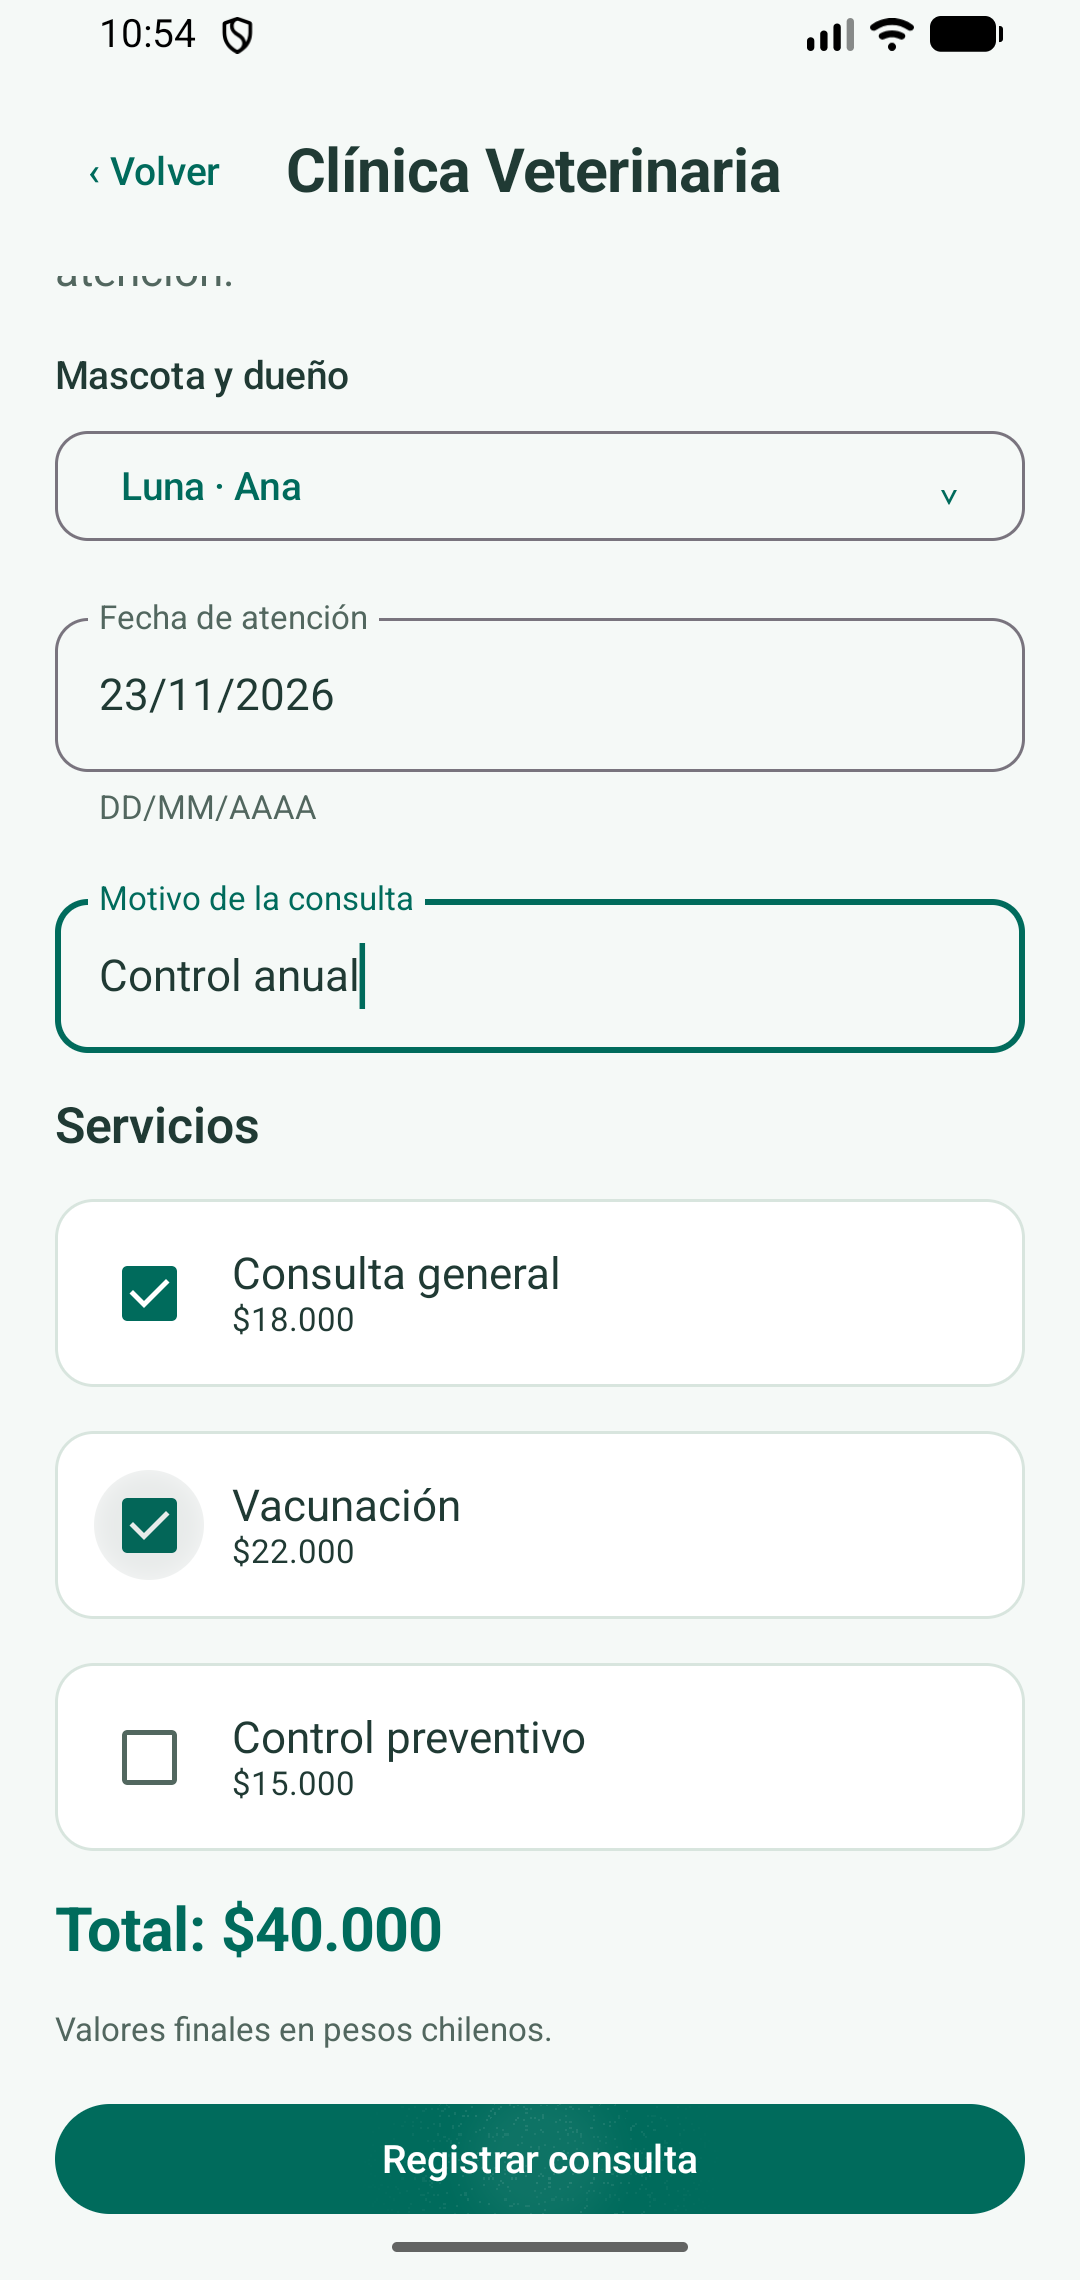 10:54
‹ Volver
Clínica Veterinaria
atención.
Mascota y dueño
Luna · Ana
Fecha de atención
23/11/2026
DD/MM/AAAA
Motivo de la consulta
Control anual
Servicios
Consulta general
$18.000
Vacunación
$22.000
Control preventivo
$15.000
Total: $40.000
Valores finales en pesos chilenos.
Registrar consulta